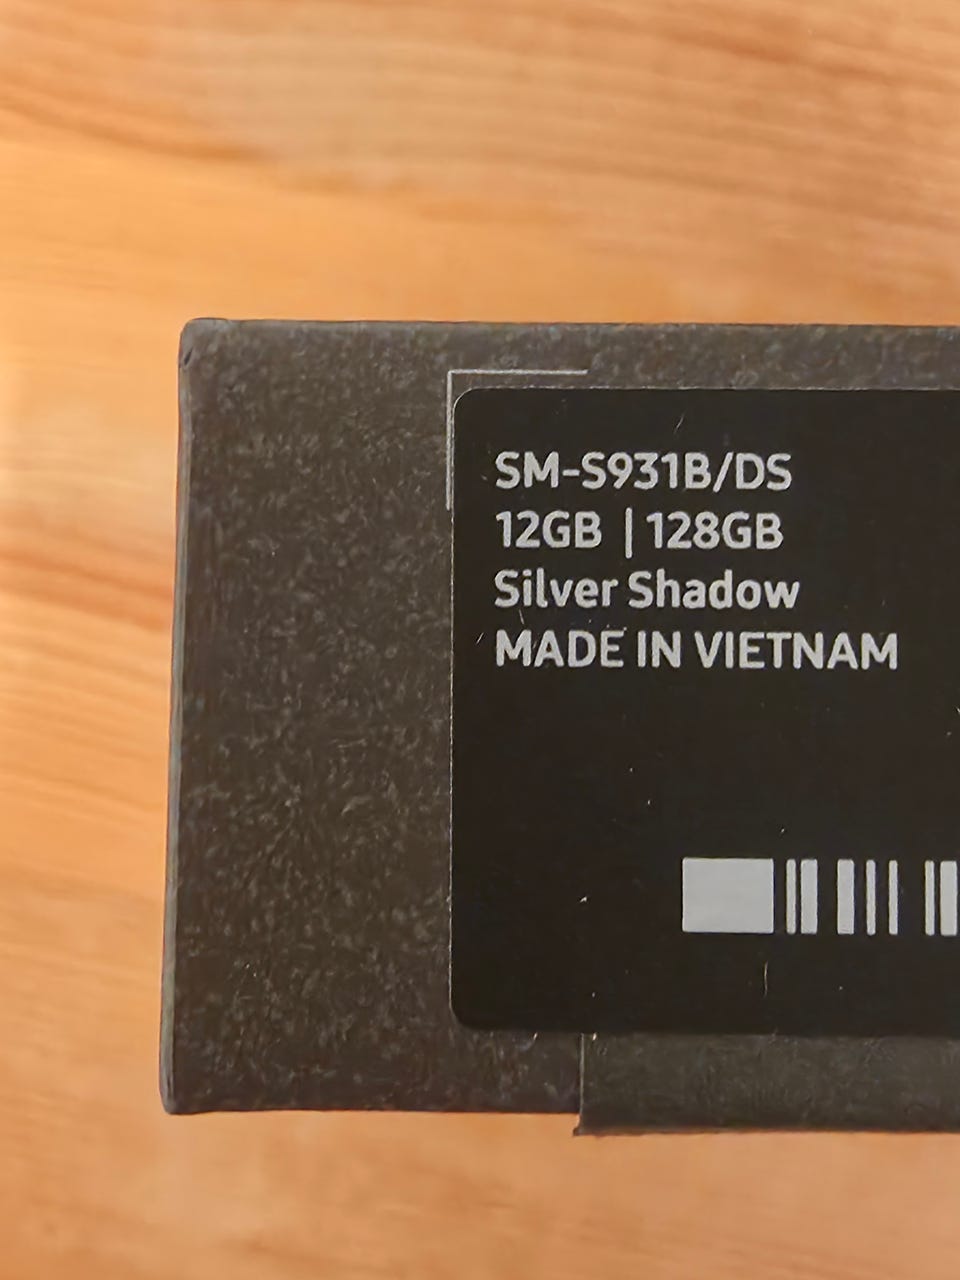 SM-S931B/DS
12GB | 128GB
Silver Shadow
MADE IN VIETNAM